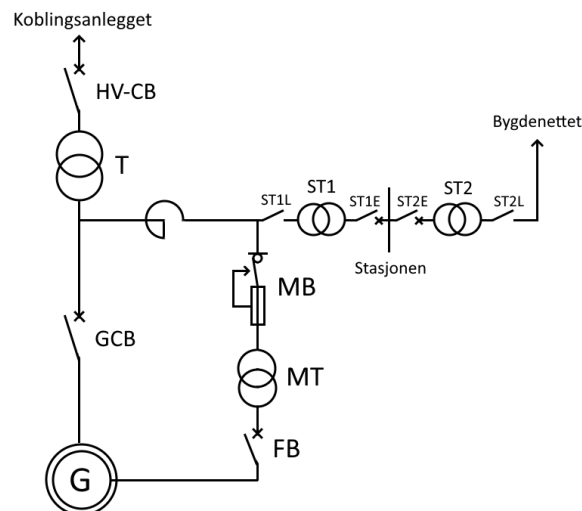 Koblingsanlegget
HV-CB
T
Bygdenettet
ST1L
ST1
ST1E
ST2E
ST2
ST2L
Stasjonen
MB
GCB
MT
FB
G